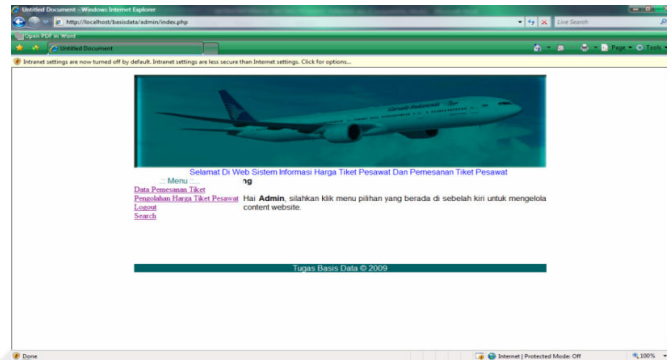 Untitled Document - Windows Internet Explorer
http://localhost/basisdata/admin/index.php
Live Search
Open PDF in Word
Untitled Document
Page
Tools
Intranet settings are now turned off by default. Intranet settings are less secure than Internet settings. Click for options...
Selamat Di Web Sistem Informasi Harga Tiket Pesawat Dan Pemesanan Tiket Pesawat
:: Menu ::
ng
Data Pemesanan Tiket
Pengolahan Harga Tiket Pesawat
Logout
Search
Hai Admin, silahkan klik menu pilihan yang berada di sebelah kiri untuk mengelola
content website.
Tugas Basis Data © 2009
Done
Internet | Protected Mode: Off
100%